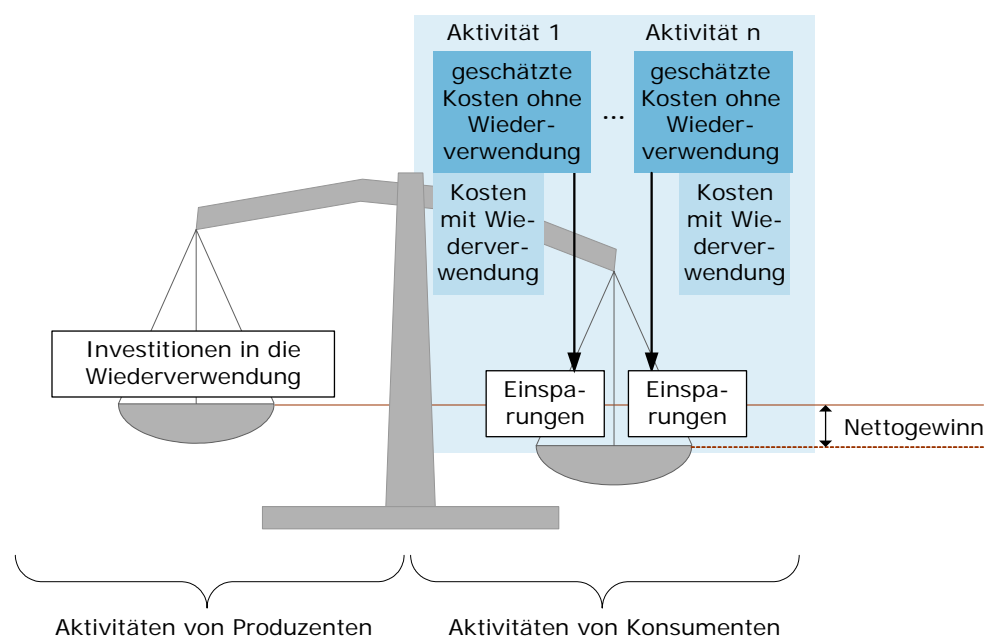 Aktivität 1
Aktivität n
geschätzte
Kosten ohne
Wieder-
verwendung
...
geschätzte
Kosten ohne
Wieder-
verwendung
Kosten
mit Wie-
derver-
wendung
Kosten
mit Wie-
derver-
wendung
Investitionen in die
Wiederverwendung
Einspa-
rungen
Einspa-
rungen
Nettogewinn
Aktivitäten von Produzenten
Aktivitäten von Konsumenten